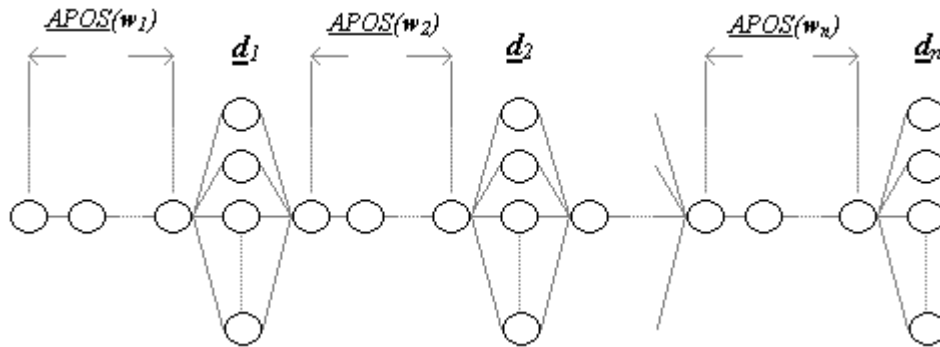 APOS(w1)
d1
APOS(w2)
d2
APOS(wn)
dn